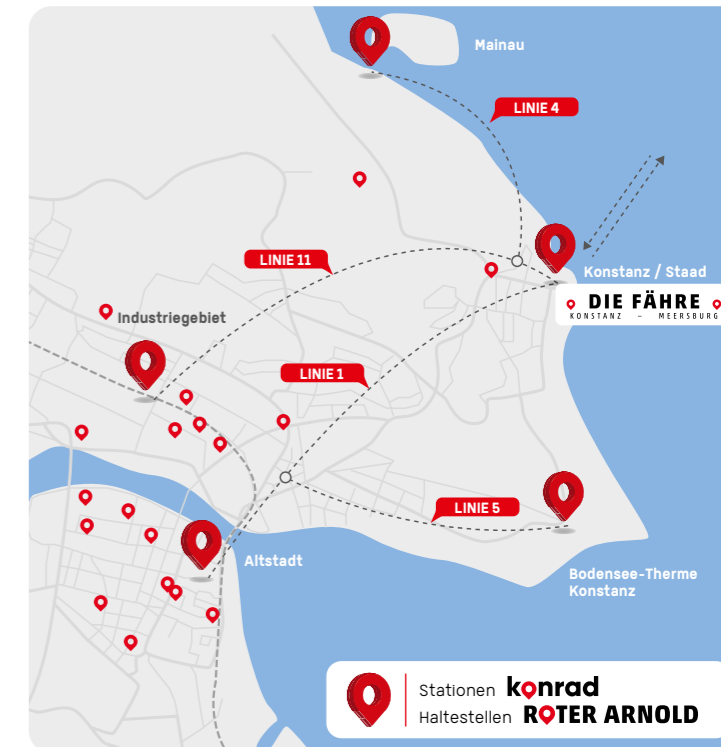 Mainau
LINIE 4
LINIE 11
Konstanz / Staad
DIE FÄHRE
KONSTANZ – MEERSBURG
Industriegebiet
LINIE 1
LINIE 5
Altstadt
Bodensee-Therme
Konstanz
Stationen konrad
Haltestellen ROTER ARNOLD